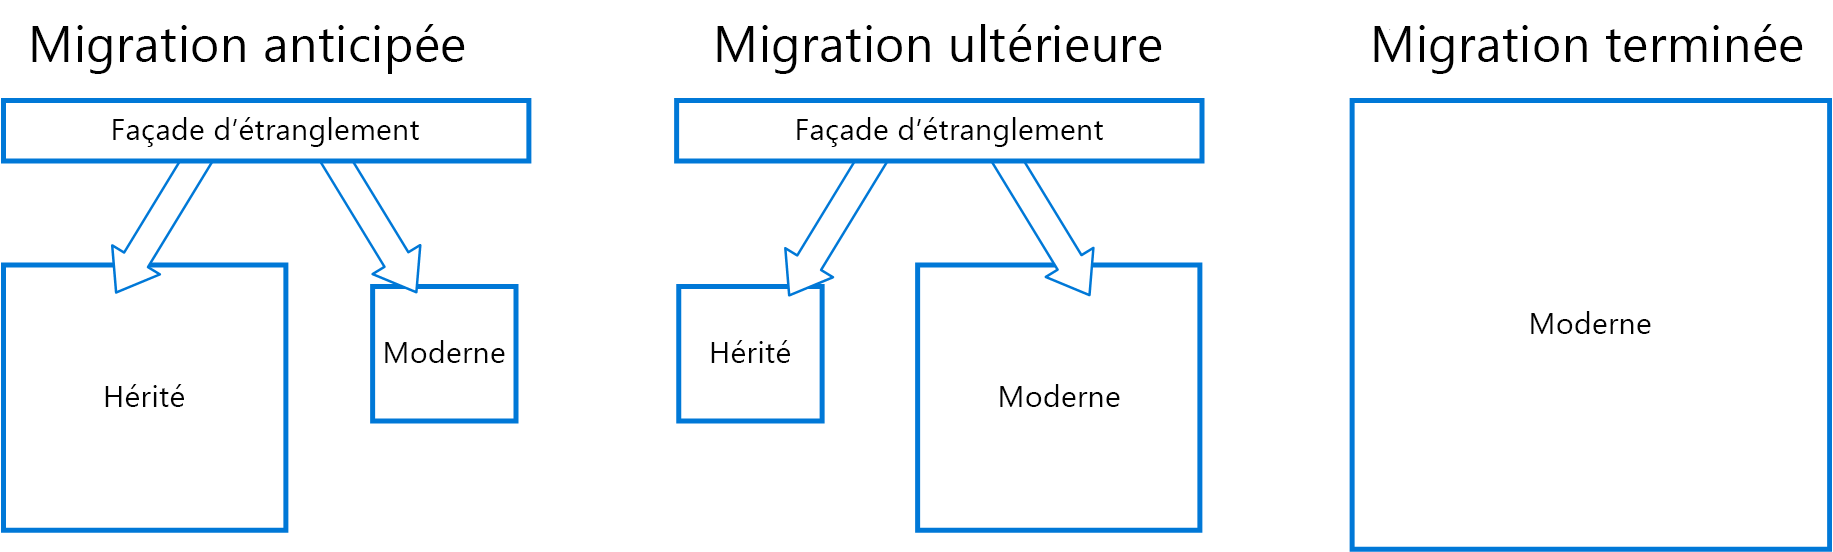 Migration anticipée
Façade d’étranglement
Hérité
Moderne
Migration ultérieure
Façade d’étranglement
Hérité
Moderne
Migration terminée
Moderne